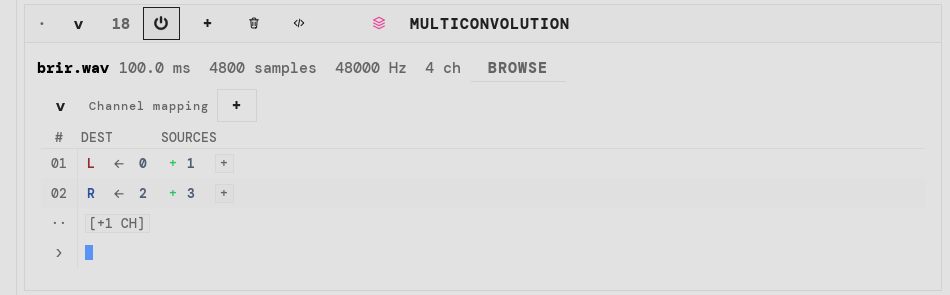 · v 18 + </> MULTICONVOLUTION
brir.wav 100.0 ms 4800 samples 48000 Hz 4 ch BROWSE
v Channel mapping +
# DEST SOURCES
01 L ← 0 + 1 +
02 R ← 2 + 3 +
·· [+1 CH]
›